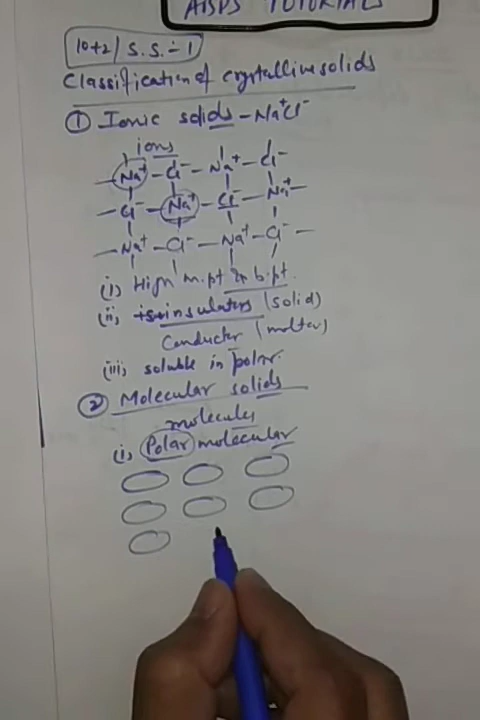 AISPS TUTORIALS
10+2/ S.S.-1
Classification of crystalline solids
① Ionic solids - Na⁺Cl⁻
ions
- Na⁺ - Cl⁻ - Na⁺ - Cl⁻
- Cl⁻ - Na⁺ - Cl⁻ - Na⁺ -
- Na⁺ - Cl⁻ - Na⁺ - Cl⁻ -
(i) High m.pt b.pt.
(ii) insulators (solid)
Conductor (molten)
(iii) soluble in polar.
② Molecular solids
molecules
(i) Polar molecular